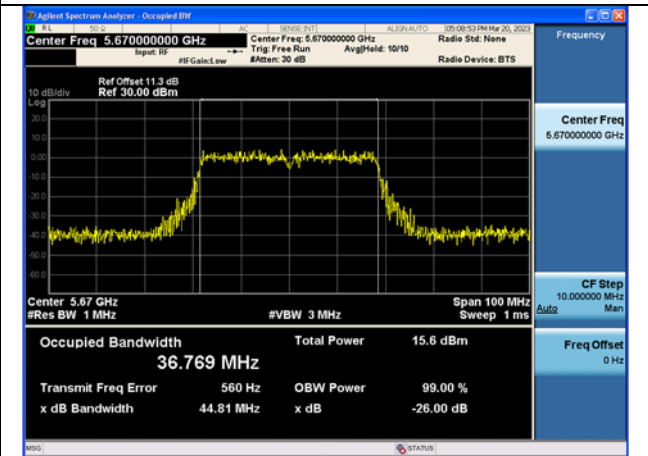 Agilent Spectrum Analyzer - Occupied BW
RL 50 Ω AC SENSE:INT ALIGN AUTO 05:08:53 PM Mar 20, 2023
Center Freq 5.670000000 GHz Center Freq: 5.670000000 GHz Radio Std: None
Input: RF Trig: Free Run Avg|Hold: 10/10
#IFGain:Low #Atten: 30 dB Radio Device: BTS
Frequency
Ref Offset 11.3 dB
10 dB/div Ref 30.00 dBm
Log
20.0
10.0
0.00
-10.0
-20.0
-30.0
-40.0
-50.0
-60.0
Center Freq
5.670000000 GHz
Center 5.67 GHz Span 100 MHz
#Res BW 1 MHz #VBW 3 MHz Sweep 1 ms
CF Step
10.000000 MHz
Auto Man
Occupied Bandwidth Total Power 15.6 dBm
36.769 MHz
Transmit Freq Error 560 Hz OBW Power 99.00 %
x dB Bandwidth 44.81 MHz x dB -26.00 dB
Freq Offset
0 Hz
MSG STATUS